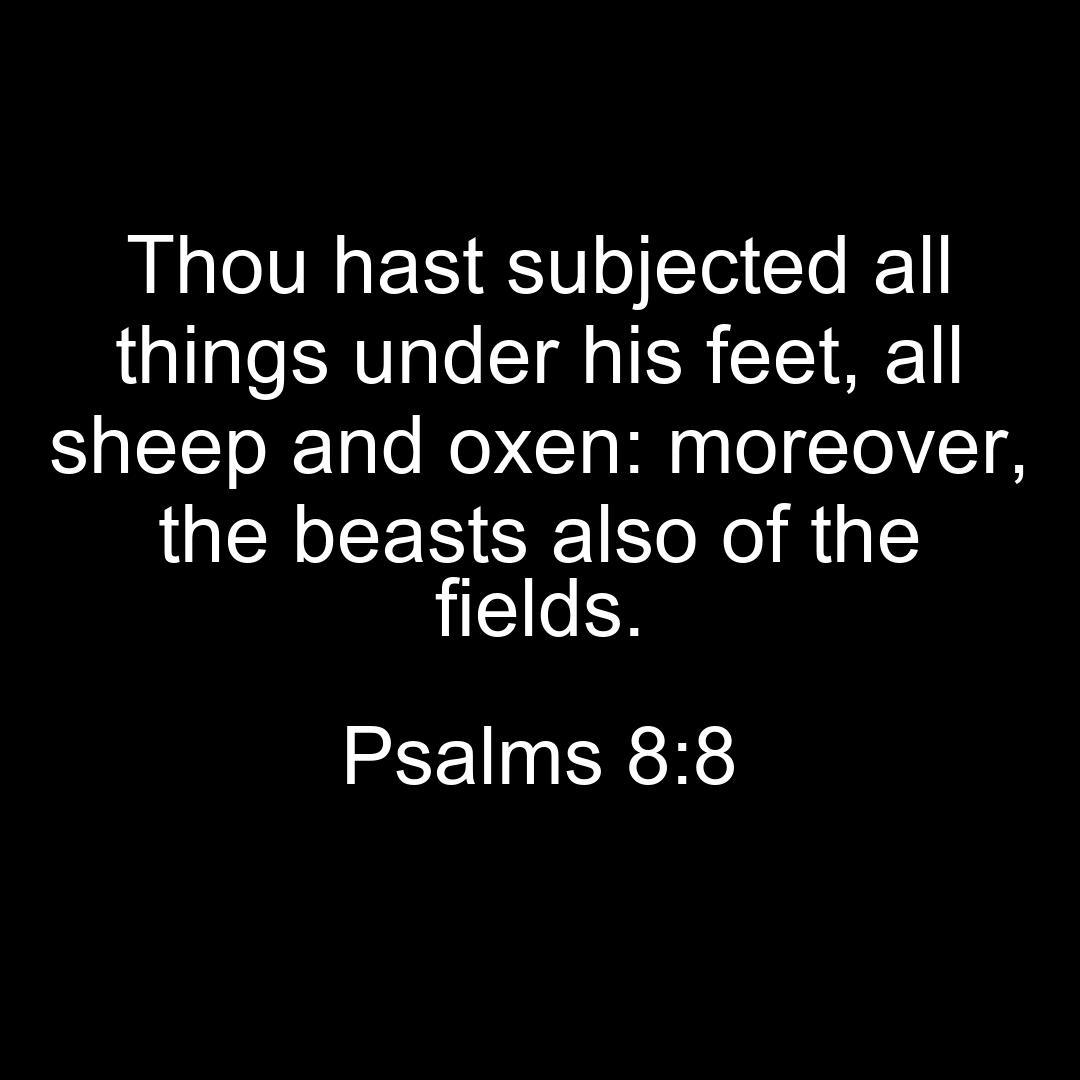 Thou hast subjected all
things under his feet, all
sheep and oxen: moreover,
the beasts also of the
fields.
Psalms 8:8